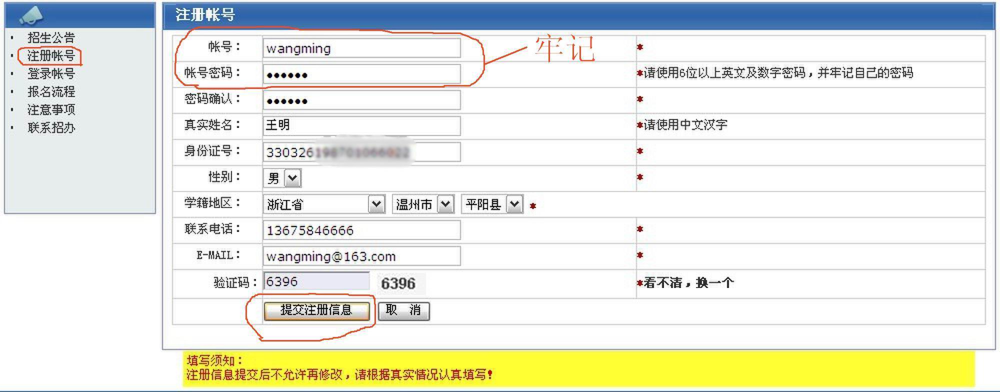 招生公告
注册帐号
登录帐号
报名流程
注意事项
联系招办
注册帐号
帐号： wangming *
牢记
帐号密码： •••••• *请使用6位以上英文及数字密码，并牢记自己的密码
密码确认： •••••• *
真实姓名： 王明 *请使用中文汉字
身份证号： 330326 *
性别： 男 *
学籍地区： 浙江省 温州市 平阳县 *
联系电话： 13675846666 *
E-MAIL： wangming@163.com *
验证码： 6396 6396 *看不清，换一个
提交注册信息 取 消
填写须知：
注册信息提交后不允许再修改，请根据真实情况认真填写！